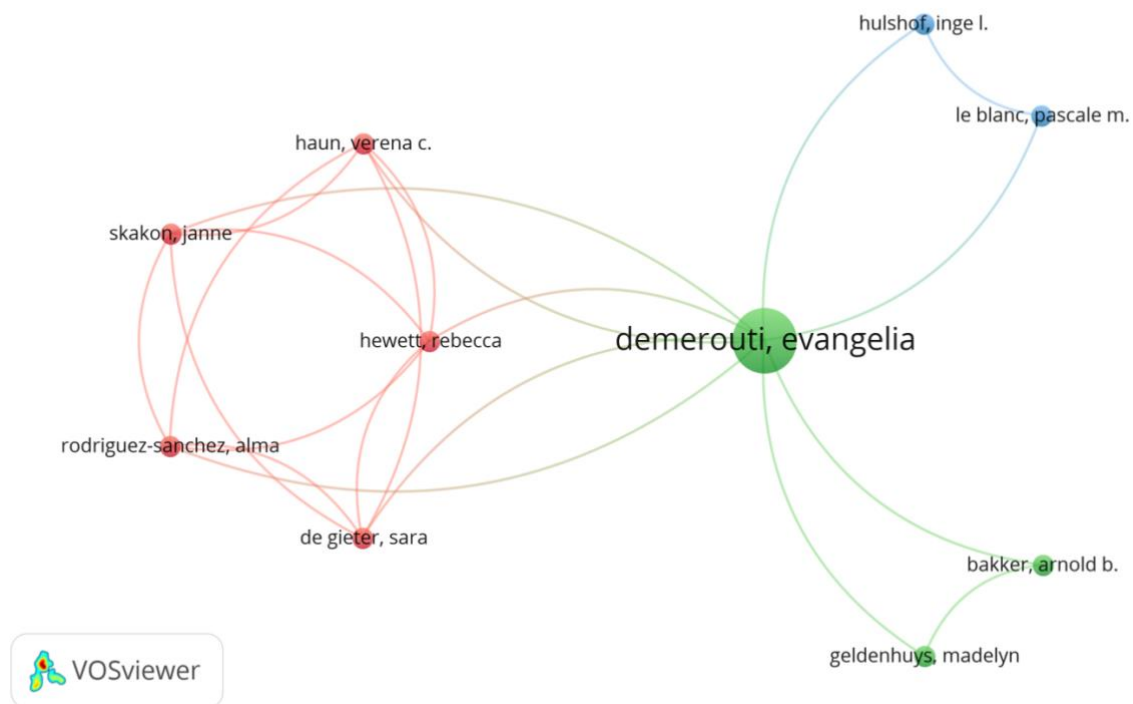 hulshof, inge l.
le blanc, pascale m.
haun, verena c.
skakon, janne
hewett, rebecca
demerouti, evangelia
rodriguez-sanchez, alma
de gieter, sara
bakker, arnold b.
geldenhuys, madelyn
VOSviewer